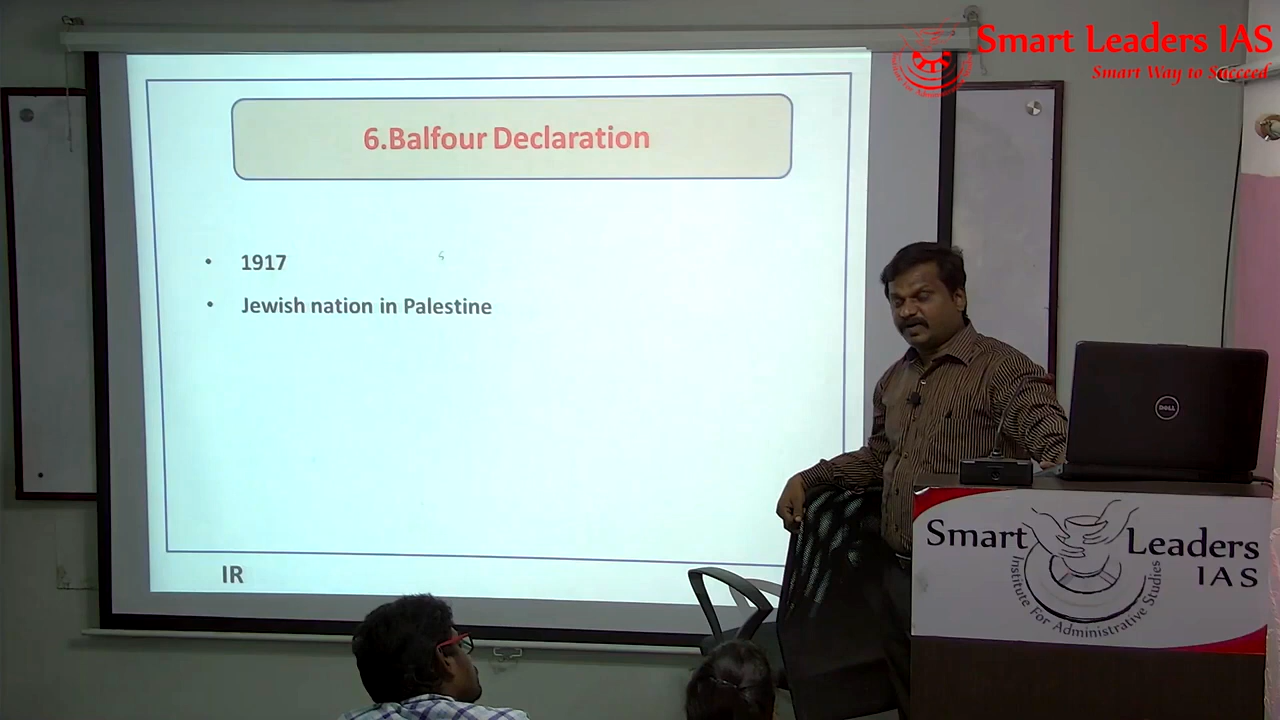 Smart Leaders IAS
Smart Way to Succeed
6.Balfour Declaration
• 1917
• Jewish nation in Palestine
IR
DELL
Smart Leaders
IAS
Institute For Administrative Studies